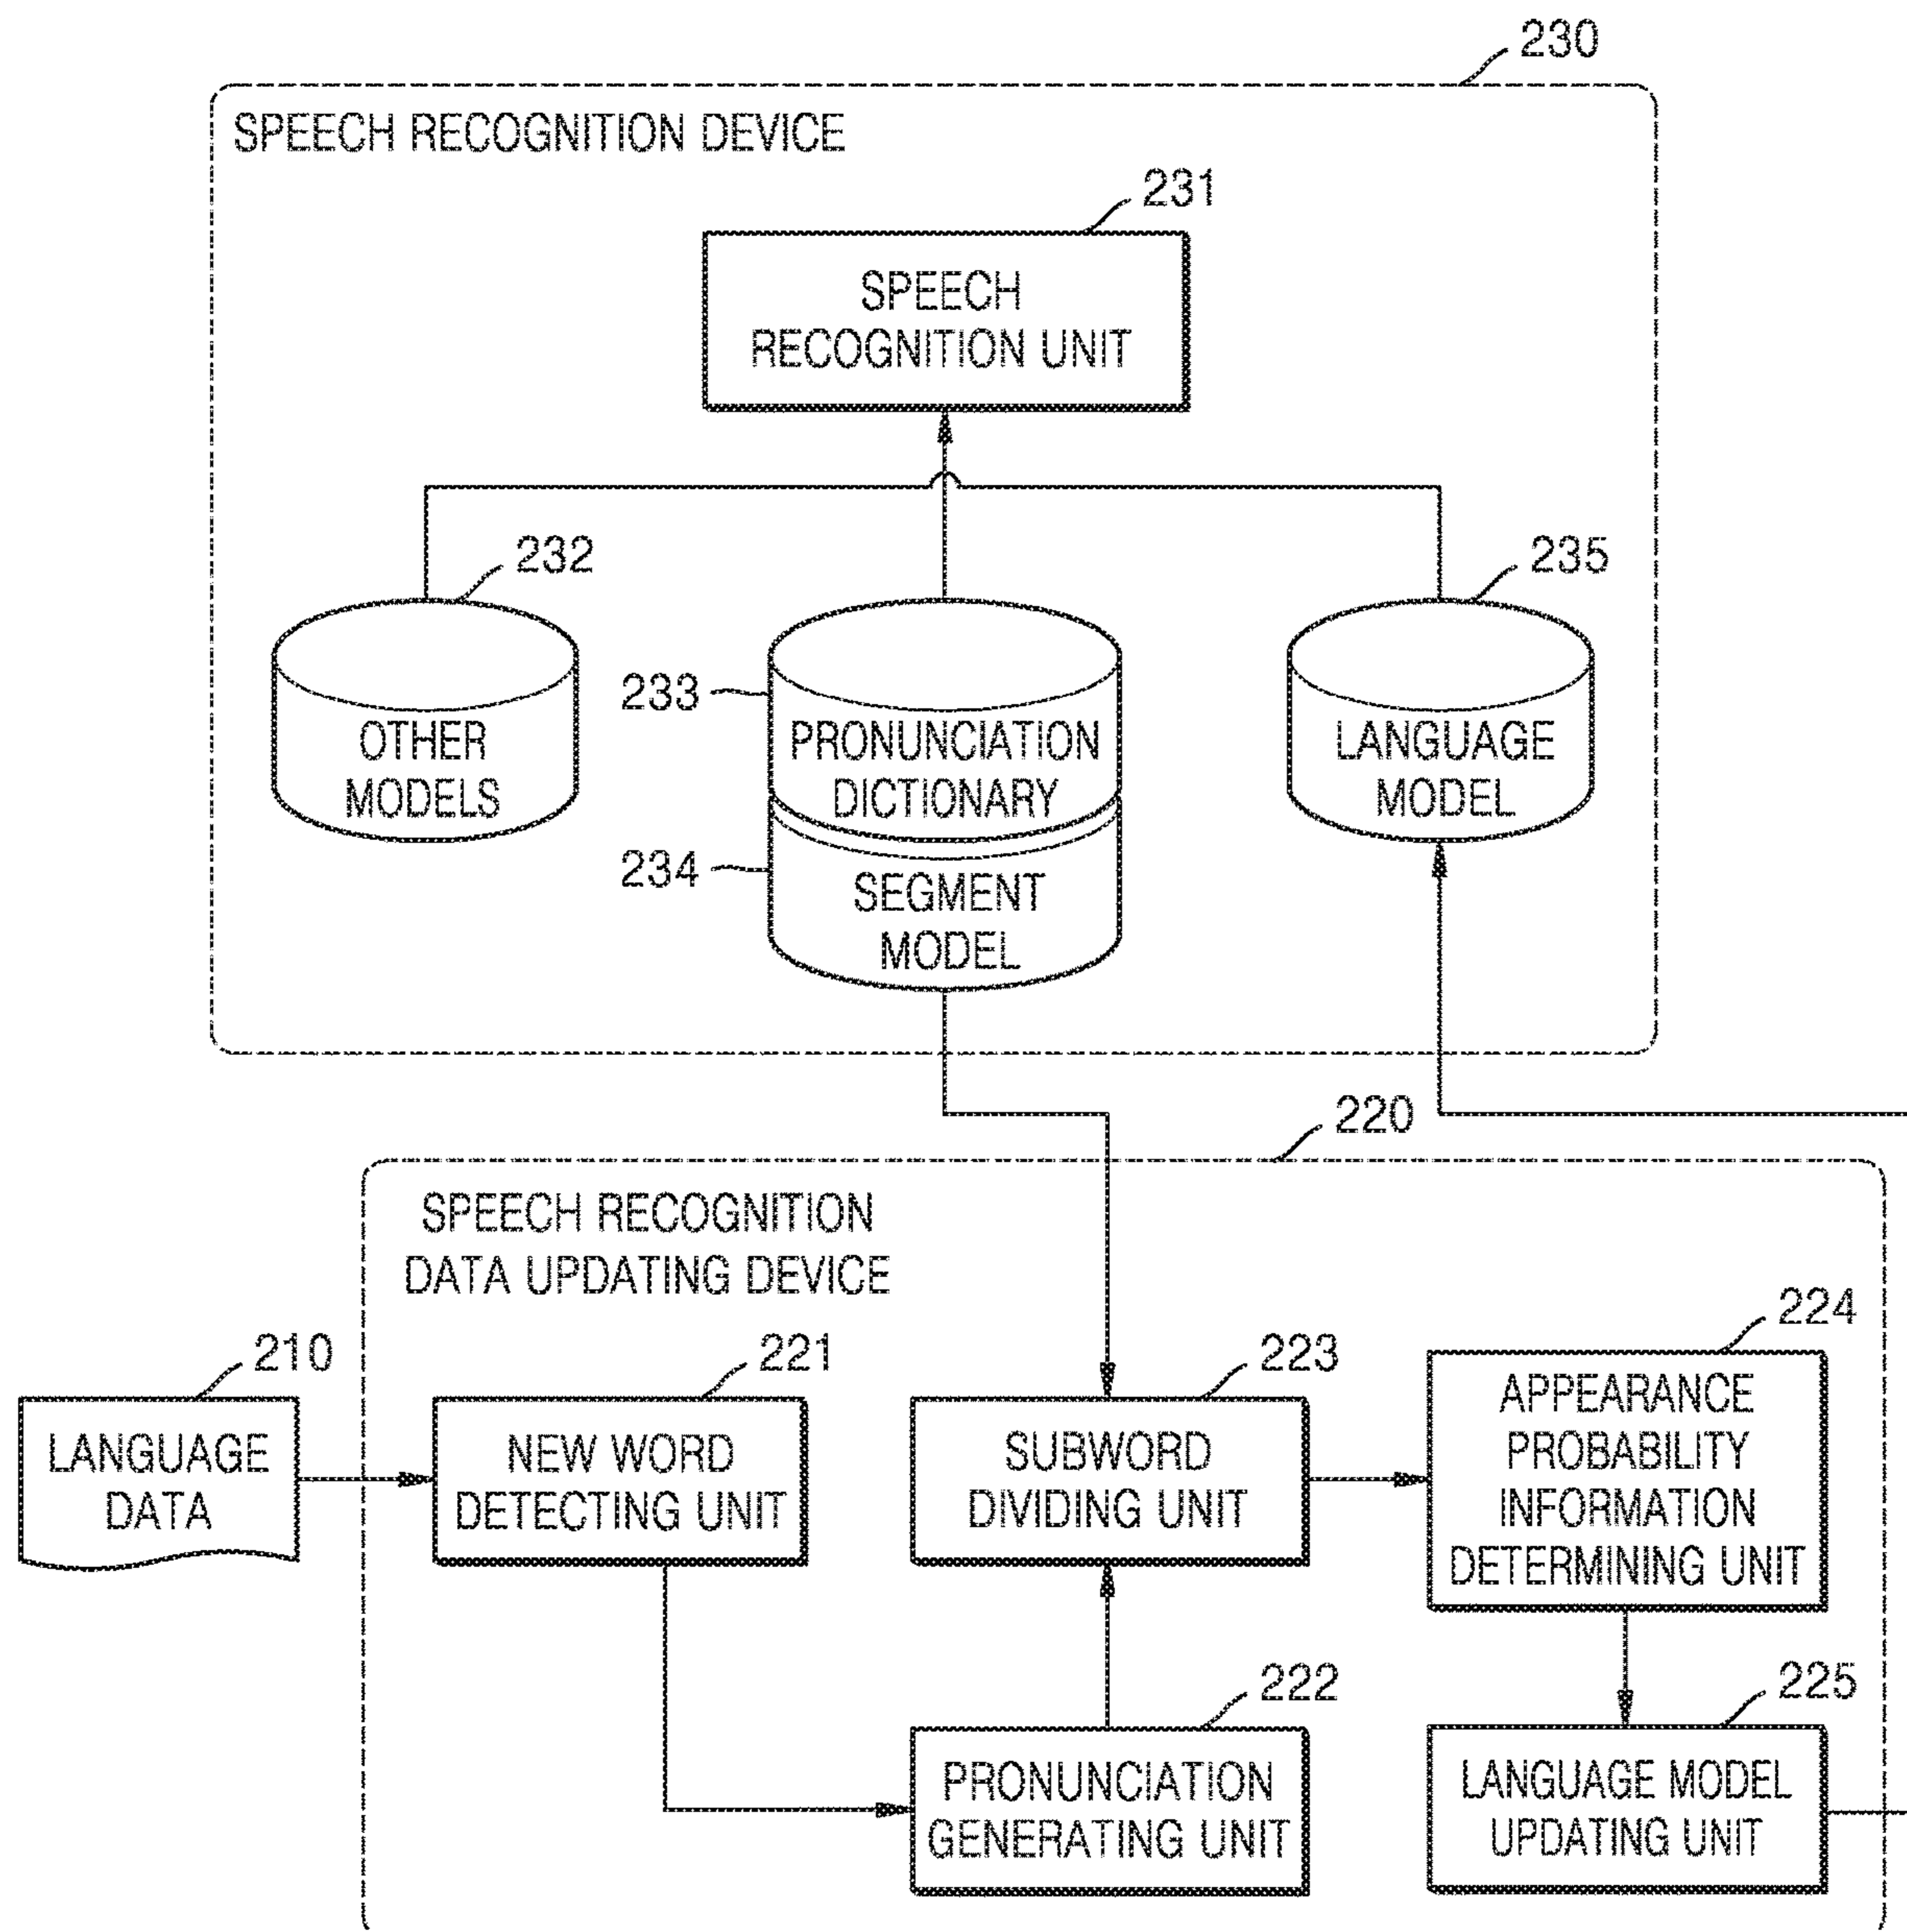 230
SPEECH RECOGNITION DEVICE
231
SPEECH
RECOGNITION UNIT
232
235
233
OTHER
MODELS
PRONUNCIATION
DICTIONARY
LANGUAGE
MODEL
234
SEGMENT
MODEL
220
SPEECH RECOGNITION
DATA UPDATING DEVICE
210
221
223
224
LANGUAGE
DATA
NEW WORD
DETECTING UNIT
SUBWORD
DIVIDING UNIT
APPEARANCE
PROBABILITY
INFORMATION
DETERMINING UNIT
222
225
PRONUNCIATION
GENERATING UNIT
LANGUAGE MODEL
UPDATING UNIT